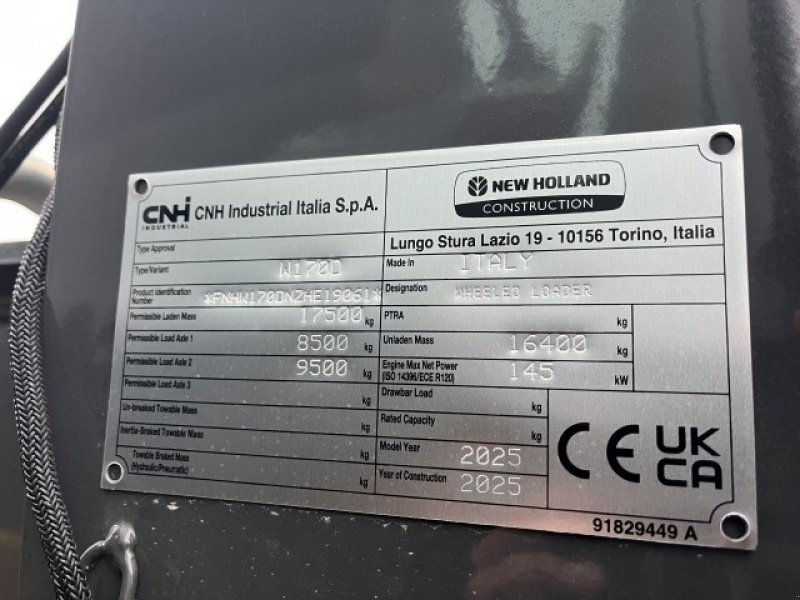 CNHi INDUSTRIAL CNH Industrial Italia S.p.A.
NEW HOLLAND
CONSTRUCTION
Lungo Stura Lazio 19 - 10156 Torino, Italia
Type Approval
Type/Variant W170D
Made In ITALY
Product Identification Number *FNHW170DNZHE19061*
Designation WHEELED LOADER
Permissible Laden Mass 17500 kg
PTRA kg
Permissible Load Axle 1 8500 kg
Unladen Mass 16400 kg
Permissible Load Axle 2 9500 kg
Engine Max Net Power
(ISO 14396/ECE R120) 145 kW
Permissible Load Axle 3 kg
Drawbar Load kg
Un-braked Towable Mass kg
Rated Capacity kg
Inertia-Braked Towable Mass kg
Model Year 2025
Towable Braked Mass
(Hydraulic/Pneumatic) kg
Year of Construction 2025
CE
UK
CA
91829449 A